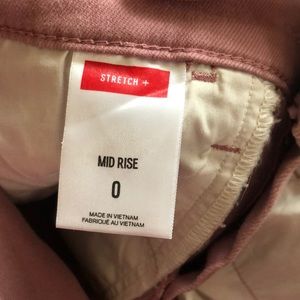 STRETCH +
MID RISE
0
MADE IN VIETNAM
FABRIQUÉ AU VIETNAM